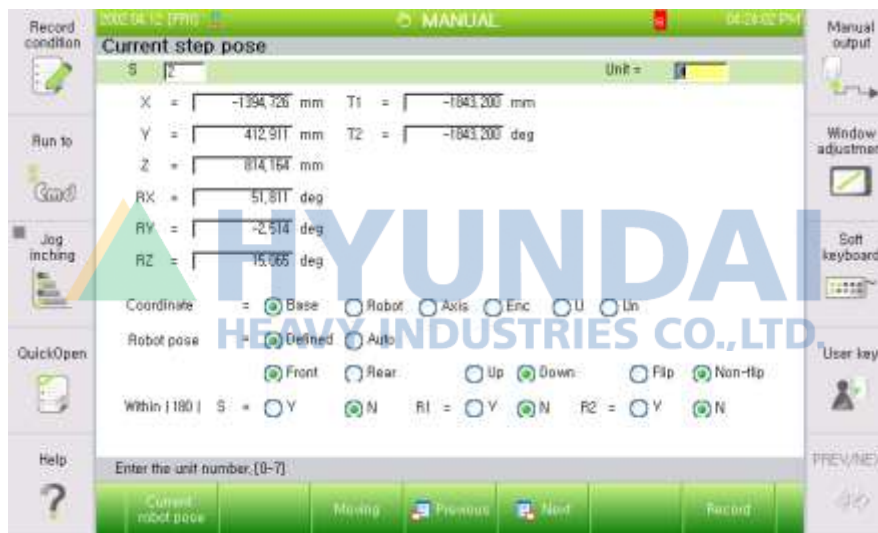 2002.04.12 [FRI]
MANUAL
04:24:02 PM
Current step pose
S 2
Unit =
X = -1394,726 mm T1 = -1843,200 mm
Y = 412,911 mm T2 = -1843,200 deg
Z = 814,164 mm
RX = 51,811 deg
RY = -2,514 deg
RZ = 15,065 deg
Coordinate = Base Robot Axis Enc U Un
Robot pose = Defined Auto
Front Rear Up Down Flip Non-flip
Within |180| S = Y N R1 = Y N R2 = Y N
Enter the unit number.[0-7]
Current robot pose
Moving
Previous
Next
Record
Record
condition
Run to
Cmd
Jog
inching
QuickOpen
Help
?
Manual
output
Window
adjustmen
Soft
keyboard
User key
PREV/NEX
HYUNDAI
HEAVY INDUSTRIES CO.,LTD.